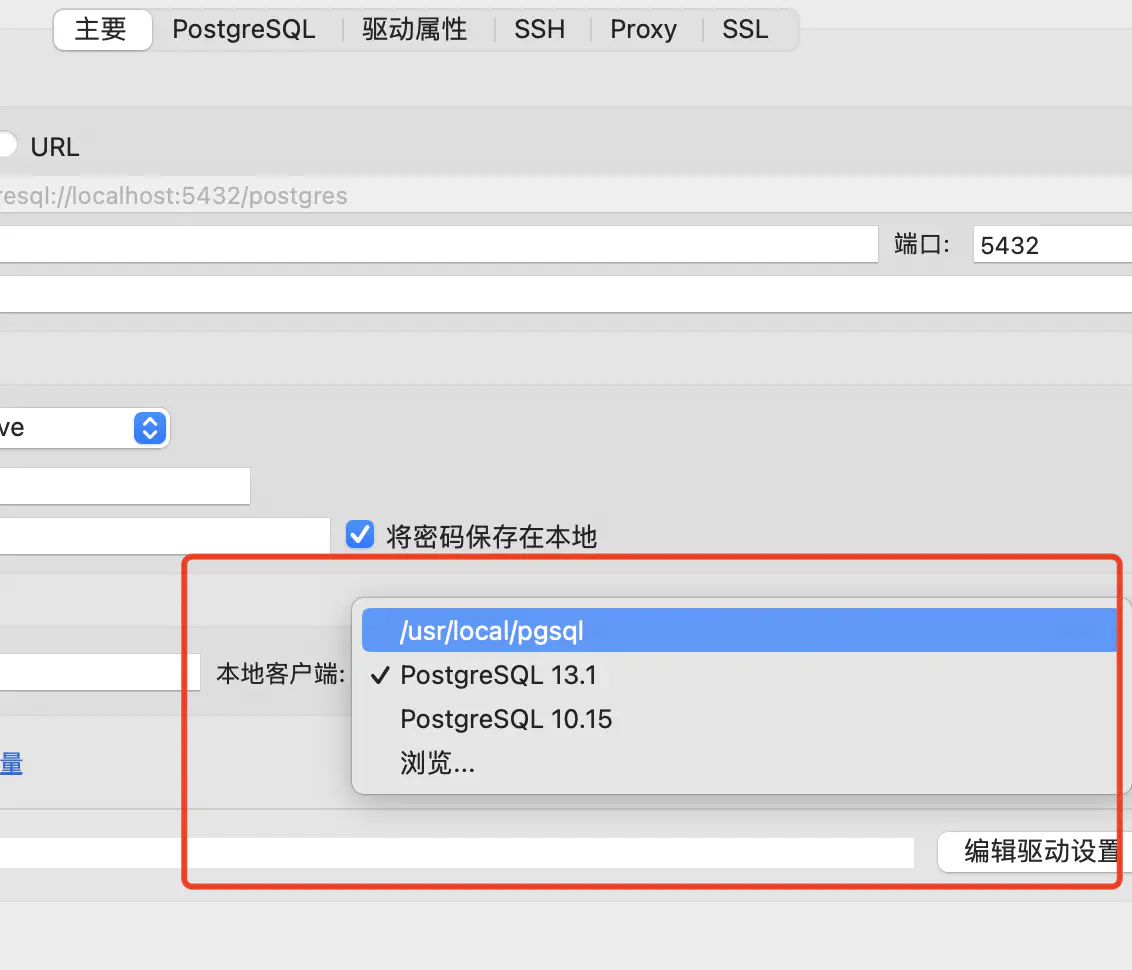 主要 PostgreSQL 驱动属性 SSH Proxy SSL
URL
resql://localhost:5432/postgres
端口: 5432
ve
将密码保存在本地
/usr/local/pgsql
本地客户端: ✓ PostgreSQL 13.1
PostgreSQL 10.15
量
浏览...
编辑驱动设置